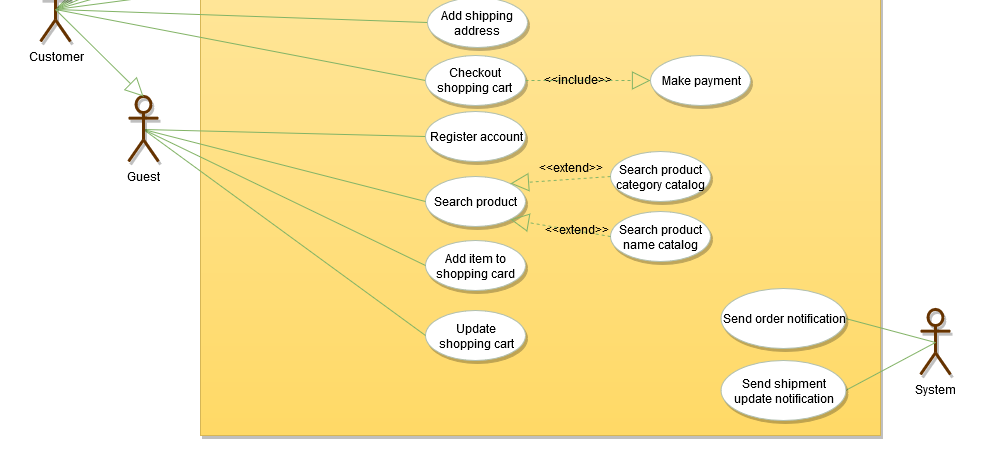 Add shipping
address
Customer
Checkout
shopping cart
<<include>>
Make payment
Register account
Guest
Search product
<<extend>>
Search product
category catalog
<<extend>>
Search product
name catalog
Add item to
shopping card
Update
shopping cart
Send order notification
Send shipment
update notification
System